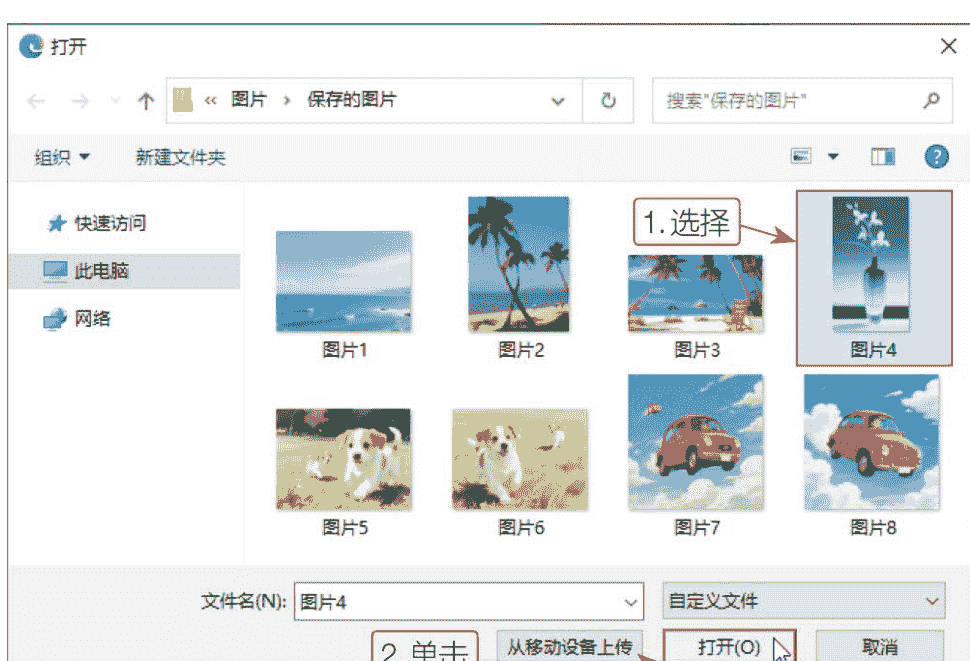 打开
图片 保存的图片 搜索"保存的图片"
组织 新建文件夹
快速访问
此电脑
网络
1.选择
图片1 图片2 图片3 图片4
图片5 图片6 图片7 图片8
文件名(N): 图片4 自定义文件
2.单击 从移动设备上传 打开(O) 取消